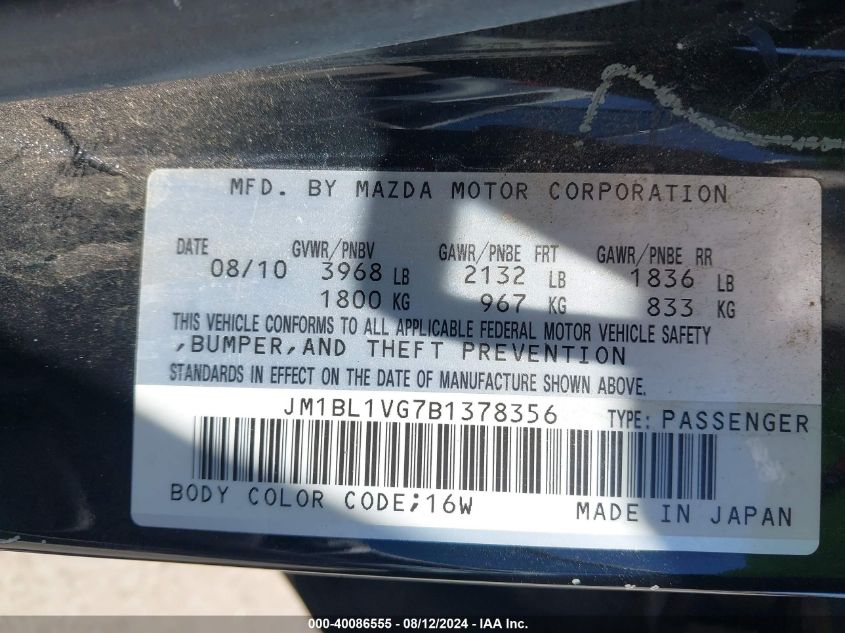 MFD. BY MAZDA MOTOR CORPORATION
DATE GVWR/PNBV GAWR/PNBE FRT GAWR/PNBE RR
08/10 3968 LB 2132 LB 1836 LB
1800 KG 967 KG 833 KG
THIS VEHICLE CONFORMS TO ALL APPLICABLE FEDERAL MOTOR VEHICLE SAFETY
,BUMPER,AND THEFT PREVENTION
STANDARDS IN EFFECT ON THE DATE OF MANUFACTURE SHOWN ABOVE.
JM1BL1VG7B1378356 TYPE: PASSENGER
BODY COLOR CODE;16W MADE IN JAPAN
000-40086555 - 08/12/2024 - IAA Inc.